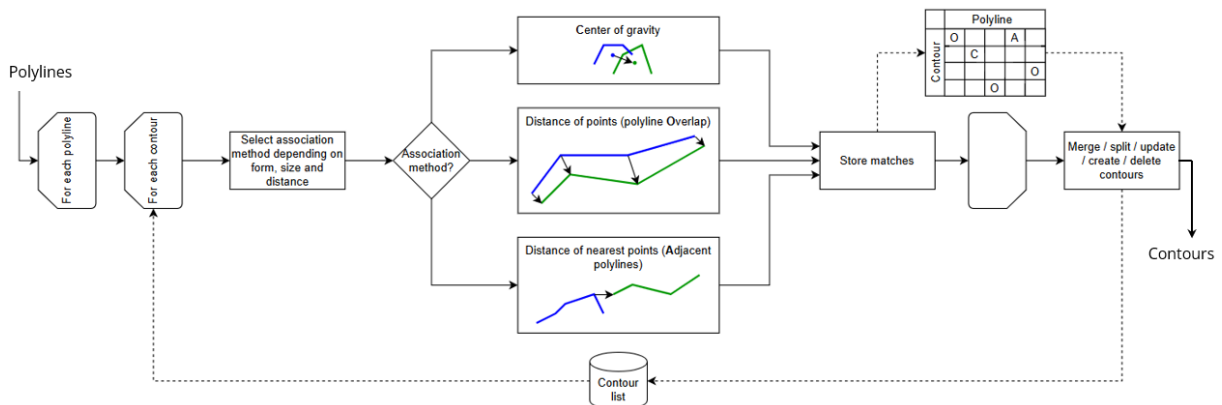 Polylines
For each polyline
For each contour
Select association
method depending on
form, size and
distance
Association
method?
Center of gravity
Distance of points (polyline Overlap)
Distance of nearest points (Adjacent
polylines)
Store matches
Polyline
Contour
O A
C
O
O
Merge / split / update
/ create / delete
contours
Contours
Contour
list